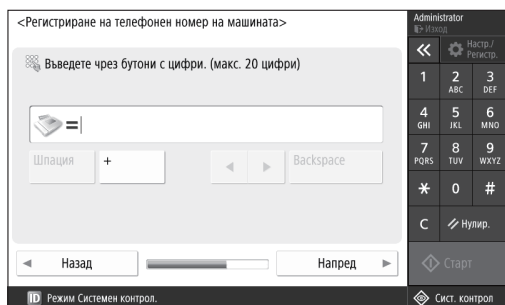 <Регистриране на телефонен номер на машината>
Administrator
Изход
Настр./
Регистр.
Въведете чрез бутони с цифри. (макс. 20 цифри)
=
Шпация + Backspace
Назад Напред
1 2 3
ABC DEF
4 5 6
GHI JKL MNO
7 8 9
PQRS TUV WXYZ
* 0 #
C Нулир.
Старт
ID Режим Системен контрол.
Сист. контрол